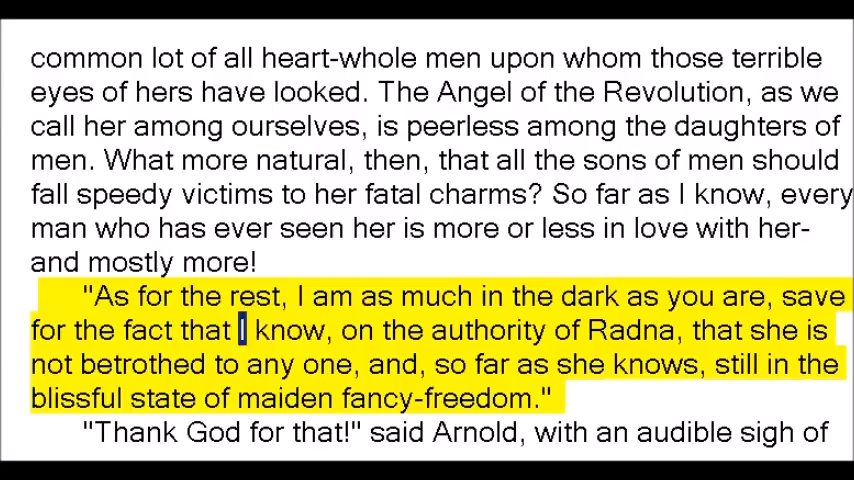 common lot of all heart-whole men upon whom those terrible
eyes of hers have looked. The Angel of the Revolution, as we
call her among ourselves, is peerless among the daughters of
men. What more natural, then, that all the sons of men should
fall speedy victims to her fatal charms? So far as I know, every
man who has ever seen her is more or less in love with her-
and mostly more!
"As for the rest, I am as much in the dark as you are, save
for the fact that I know, on the authority of Radna, that she is
not betrothed to any one, and, so far as she knows, still in the
blissful state of maiden fancy-freedom."
"Thank God for that!" said Arnold, with an audible sigh of